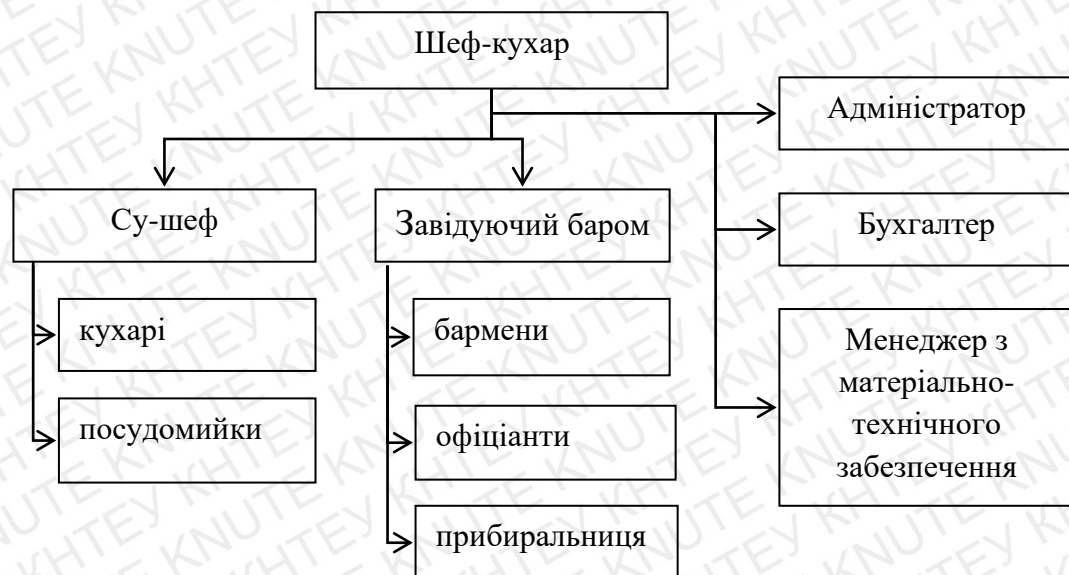 Шеф-кухар
Адміністратор
Су-шеф
Завідуючий баром
Бухгалтер
кухарі
бармени
Менеджер з
матеріально-
технічного
забезпечення
посудомийки
офіціанти
прибиральниця